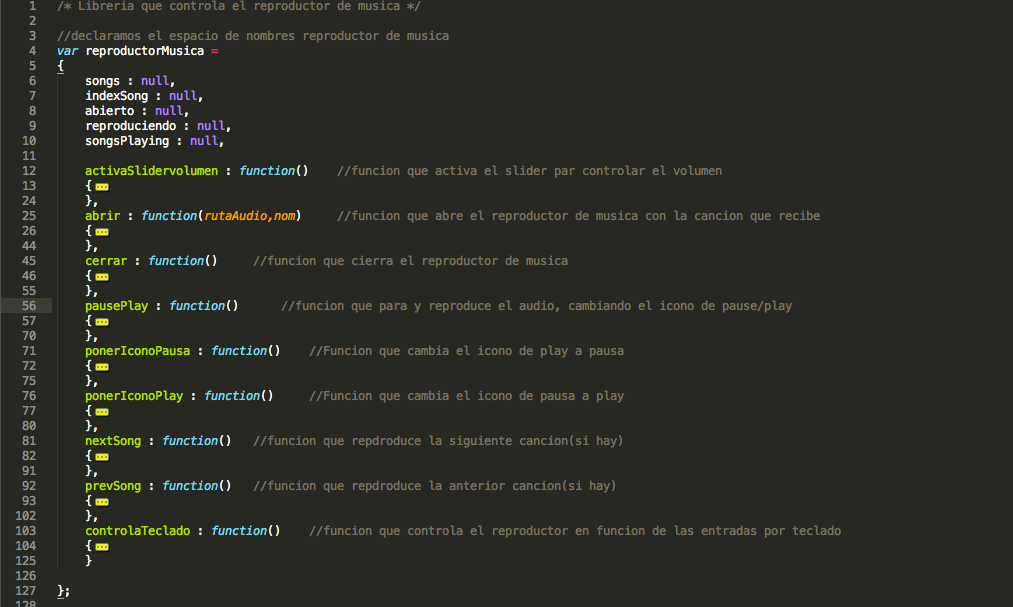 1 /* Libreria que controla el reproductor de musica */
2
3 //declaramos el espacio de nombres reproductor de musica
4 var reproductorMusica =
5 {
6 songs : null,
7 indexSong : null,
8 abierto : null,
9 reproduciendo : null,
10 songsPlaying : null,
11
12 activaSlidervolumen : function() //funcion que activa el slider par controlar el volumen
13 {
24 },
25 abrir : function(rutaAudio,nom) //funcion que abre el reproductor de musica con la cancion que recibe
26 {
44 },
45 cerrar : function() //funcion que cierra el reproductor de musica
46 {
55 },
56 pausePlay : function() //funcion que para y reproduce el audio, cambiando el icono de pause/play
57 {
70 },
71 ponerIconoPausa : function() //Funcion que cambia el icono de play a pausa
72 {
75 },
76 ponerIconoPlay : function() //Funcion que cambia el icono de pausa a play
77 {
80 },
81 nextSong : function() //funcion que repdroduce la siguiente cancion(si hay)
82 {
91 },
92 prevSong : function() //funcion que repdroduce la anterior cancion(si hay)
93 {
102 },
103 controlaTeclado : function() //funcion que controla el reproductor en funcion de las entradas por teclado
104 {
125 }
126
127 };
128